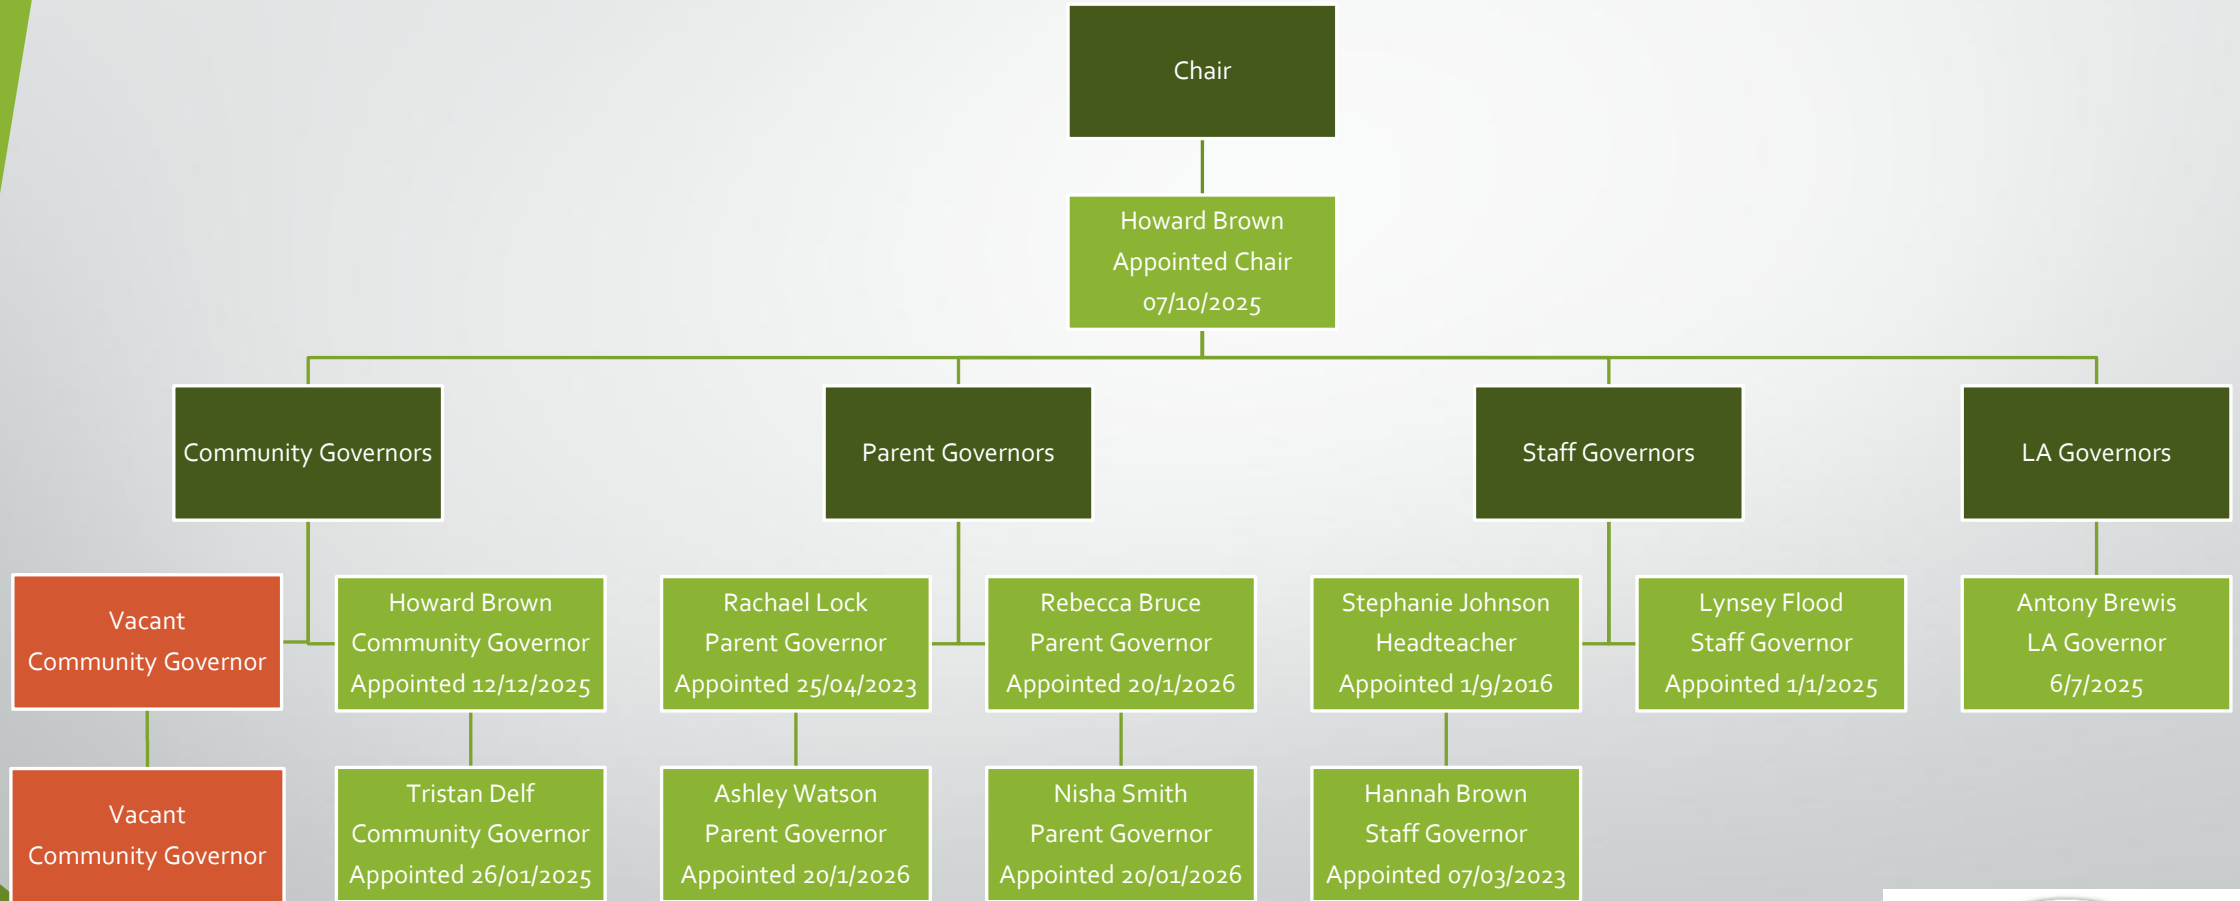 Chair
Howard Brown
Appointed Chair
07/10/2025
Community Governors
Parent Governors
Staff Governors
LA Governors
Vacant
Community Governor
Howard Brown
Community Governor
Appointed 12/12/2025
Rachael Lock
Parent Governor
Appointed 25/04/2023
Rebecca Bruce
Parent Governor
Appointed 20/1/2026
Stephanie Johnson
Headteacher
Appointed 1/9/2016
Lynsey Flood
Staff Governor
Appointed 1/1/2025
Antony Brewis
LA Governor
6/7/2025
Vacant
Community Governor
Tristan Delf
Community Governor
Appointed 26/01/2025
Ashley Watson
Parent Governor
Appointed 20/1/2026
Nisha Smith
Parent Governor
Appointed 20/01/2026
Hannah Brown
Staff Governor
Appointed 07/03/2023